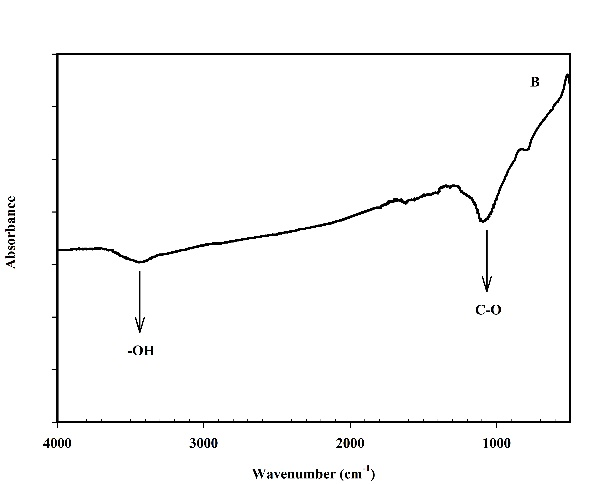 B
Absorbance
C-O
-OH
4000 3000 2000 1000
Wavenumber (cm⁻¹)